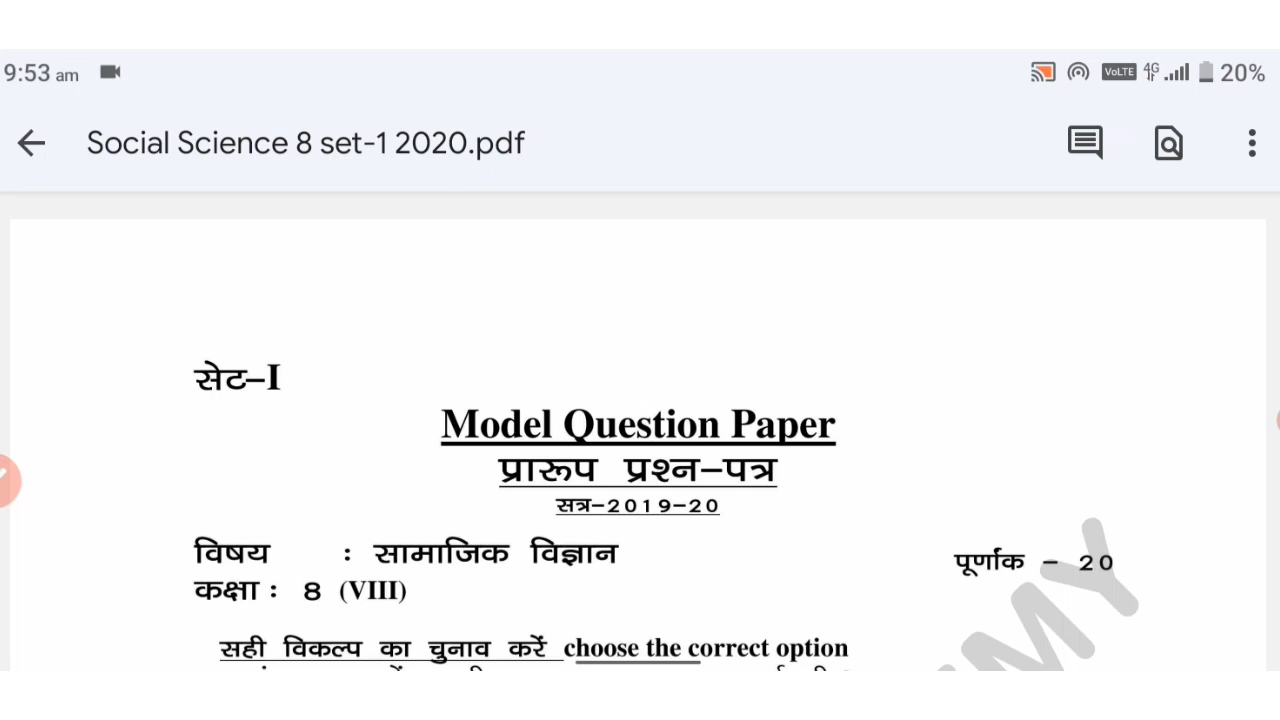 9:53 am VoLTE 4G 20%
Social Science 8 set-1 2020.pdf
सेट–I
Model Question Paper
प्रारूप प्रश्न–पत्र
सत्र–2019–20
विषय : सामाजिक विज्ञान
पूर्णांक – 20
कक्षा : 8 (VIII)
सही विकल्प का चुनाव करें choose the correct option